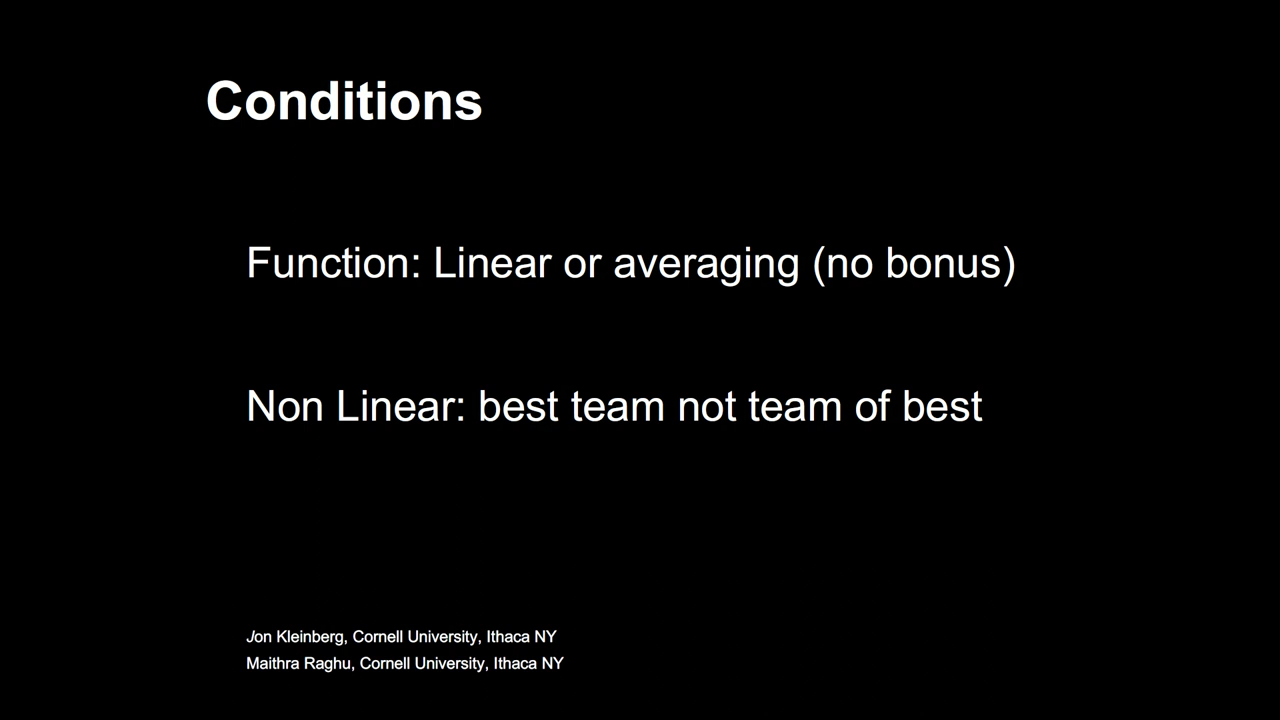 Conditions
Function: Linear or averaging (no bonus)
Non Linear: best team not team of best
Jon Kleinberg, Cornell University, Ithaca NY
Maithra Raghu, Cornell University, Ithaca NY